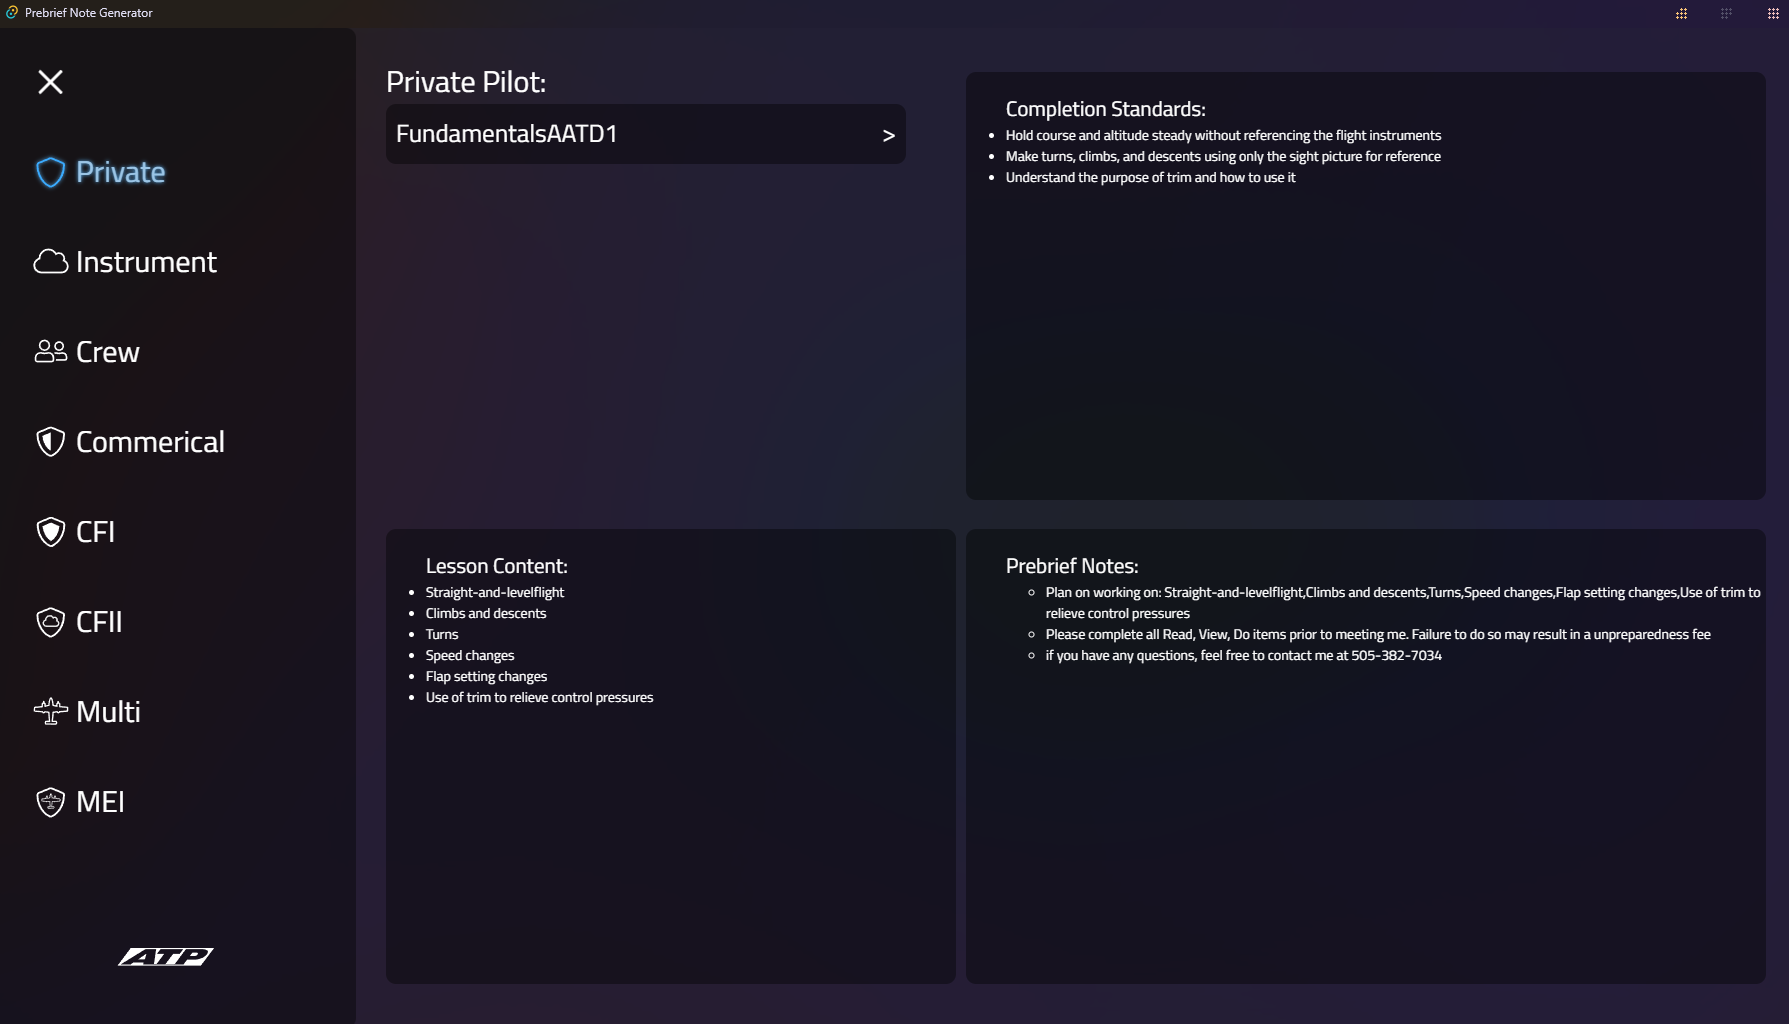 Prebrief Note Generator
Private
Instrument
Crew
Commerical
CFI
CFII
Multi
MEI
ATP
Private Pilot:
FundamentalsAATD1 >
Completion Standards:
Hold course and altitude steady without referencing the flight instruments
Make turns, climbs, and descents using only the sight picture for reference
Understand the purpose of trim and how to use it
Lesson Content:
Straight-and-levelflight
Climbs and descents
Turns
Speed changes
Flap setting changes
Use of trim to relieve control pressures
Prebrief Notes:
Plan on working on: Straight-and-levelflight,Climbs and descents,Turns,Speed changes,Flap setting changes,Use of trim to
relieve control pressures
Please complete all Read, View, Do items prior to meeting me. Failure to do so may result in a unpreparedness fee
if you have any questions, feel free to contact me at 505-382-7034